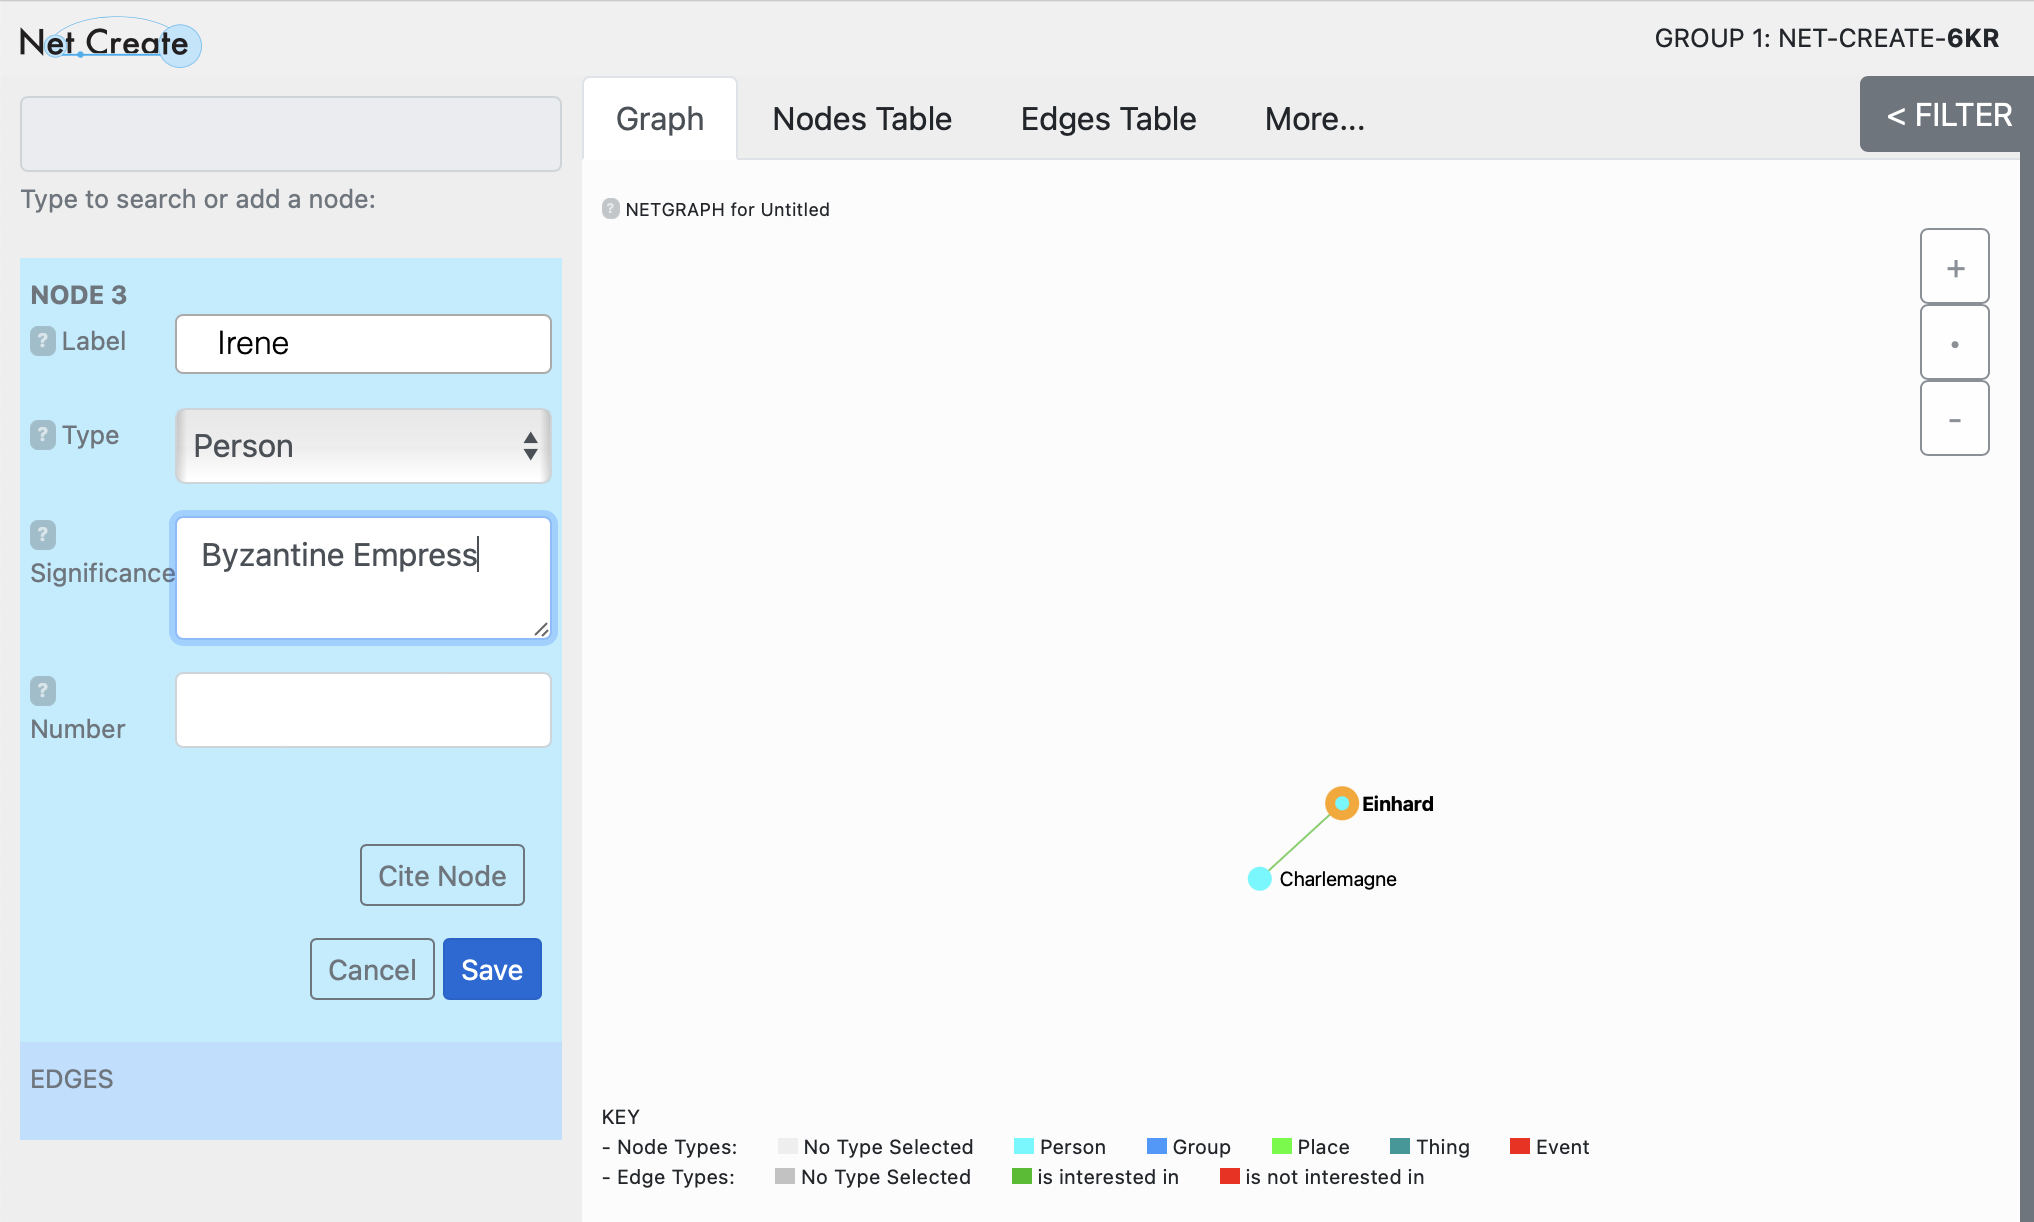 Net.Create
GROUP 1: NET-CREATE-6KR
Type to search or add a node:
NODE 3
? Label
Irene
? Type
Person
?
Significance
Byzantine Empress
?
Number
Cite Node
Cancel
Save
EDGES
Graph
Nodes Table
Edges Table
More...
< FILTER
? NETGRAPH for Untitled
+
•
-
Einhard
Charlemagne
KEY
- Node Types: No Type Selected Person Group Place Thing Event
- Edge Types: No Type Selected is interested in is not interested in